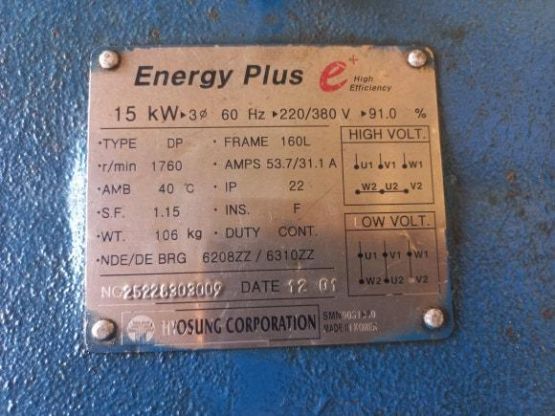 Energy Plus e+ High Efficiency
15 kW ▸3ø 60 Hz ▸220/380 V ▸91.0 %
·TYPE DP ·FRAME 160L
·r/min 1760 ·AMPS 53.7/31.1 A
·AMB 40 ℃ ·IP 22
·S.F. 1.15 ·INS. F
·WT. 106 kg ·DUTY CONT.
·NDE/DE BRG 6208ZZ / 6310ZZ
NO 25228303009 DATE 12 01
HYOSUNG CORPORATION
MADE IN KOREA
HIGH VOLT.
U1 V1 W1
W2 U2 V2
LOW VOLT.
U1 V1 W1
W2 U2 V2